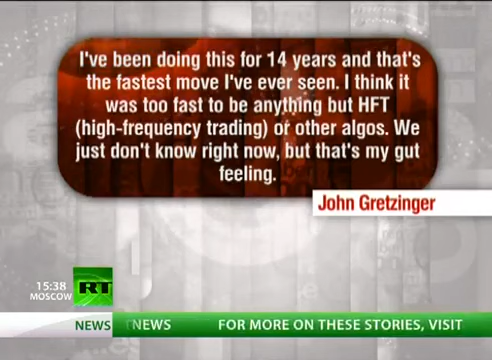 I've been doing this for 14 years and that's
the fastest move I've ever seen. I think it
was too fast to be anything but HFT
(high-frequency trading) or other algos. We
just don't know right now, but that's my gut
feeling.
John Gretzinger
15:38
MOSCOW
RT
NEWS
NEWS FOR MORE ON THESE STORIES, VISIT